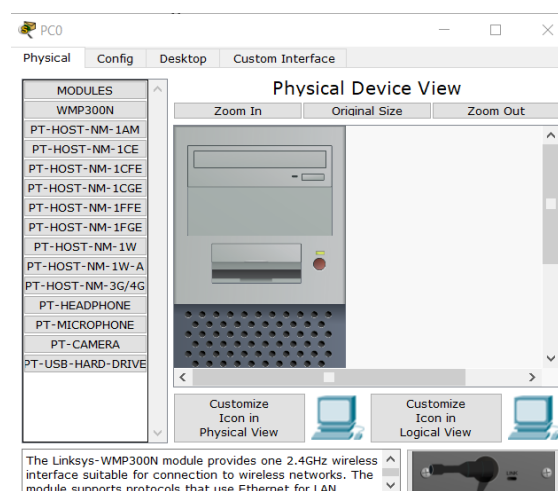 PC0
Physical Config Desktop Custom Interface
MODULES
WMP300N
PT-HOST-NM-1AM
PT-HOST-NM-1CE
PT-HOST-NM-1CFE
PT-HOST-NM-1CGE
PT-HOST-NM-1FFE
PT-HOST-NM-1FGE
PT-HOST-NM-1W
PT-HOST-NM-1W-A
PT-HOST-NM-3G/4G
PT-HEADPHONE
PT-MICROPHONE
PT-CAMERA
PT-USB-HARD-DRIVE
Physical Device View
Zoom In Original Size Zoom Out
Customize
Icon in
Physical View
Customize
Icon in
Logical View
The Linksys-WMP300N module provides one 2.4GHz wireless
interface suitable for connection to wireless networks. The
module supports protocols that use Ethernet for LAN
LINK